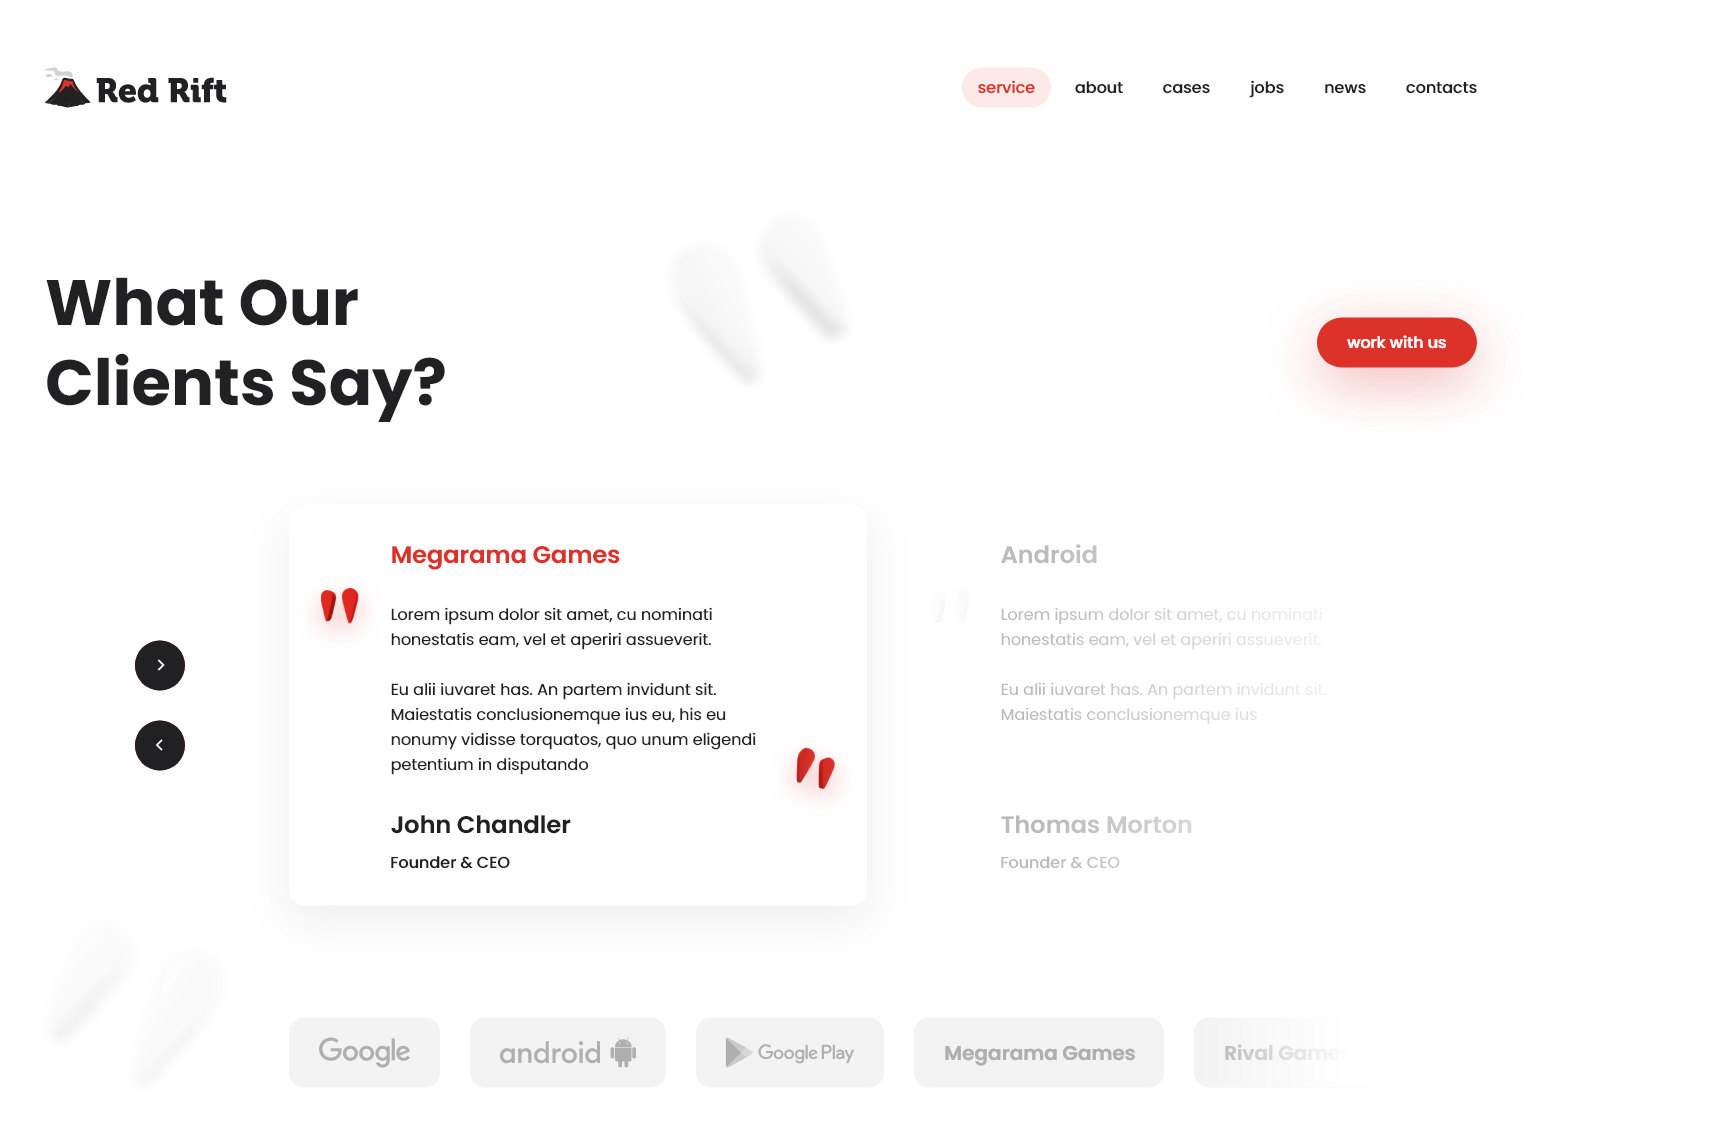 Red Rift
service about cases jobs news contacts
What Our
Clients Say?
work with us
Megarama Games
Lorem ipsum dolor sit amet, cu nominati
honestatis eam, vel et aperiri assueverit.
Eu alii iuvaret has. An partem invidunt sit.
Maiestatis conclusionemque ius eu, his eu
nonumy vidisse torquatos, quo unum eligendi
petentium in disputando
John Chandler
Founder & CEO
Android
Lorem ipsum dolor sit amet, cu nominati
honestatis eam, vel et aperiri assueverit.
Eu alii iuvaret has. An partem invidunt sit.
Maiestatis conclusionemque ius
Thomas Morton
Founder & CEO
Google
android
Google Play
Megarama Games
Rival Game